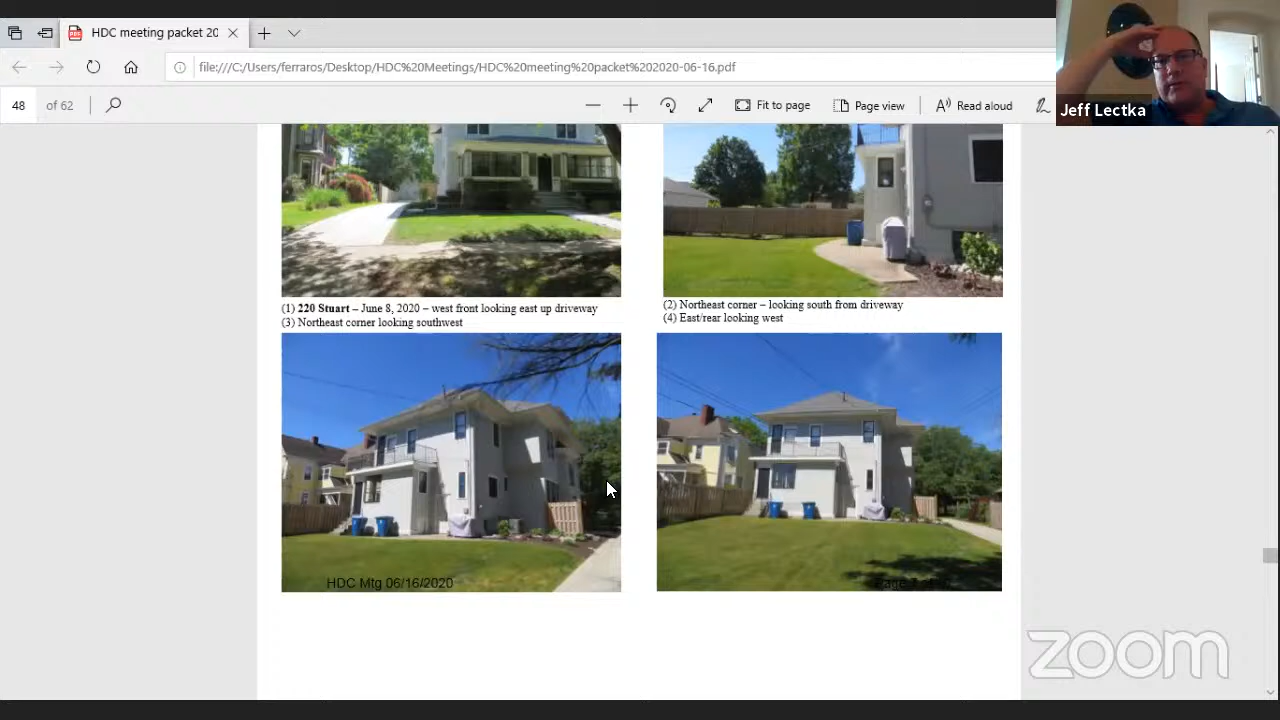 HDC meeting packet 20
file:///C:/Users/ferraros/Desktop/HDC%20Meetings/HDC%20meeting%20packet%202020-06-16.pdf
48 of 62
Fit to page
Page view
Read aloud
Jeff Lectka
(1) 220 Stuart – June 8, 2020 – west front looking east up driveway
(3) Northeast corner looking southwest
(2) Northeast corner – looking south from driveway
(4) East/rear looking west
HDC Mtg 06/16/2020
zoom